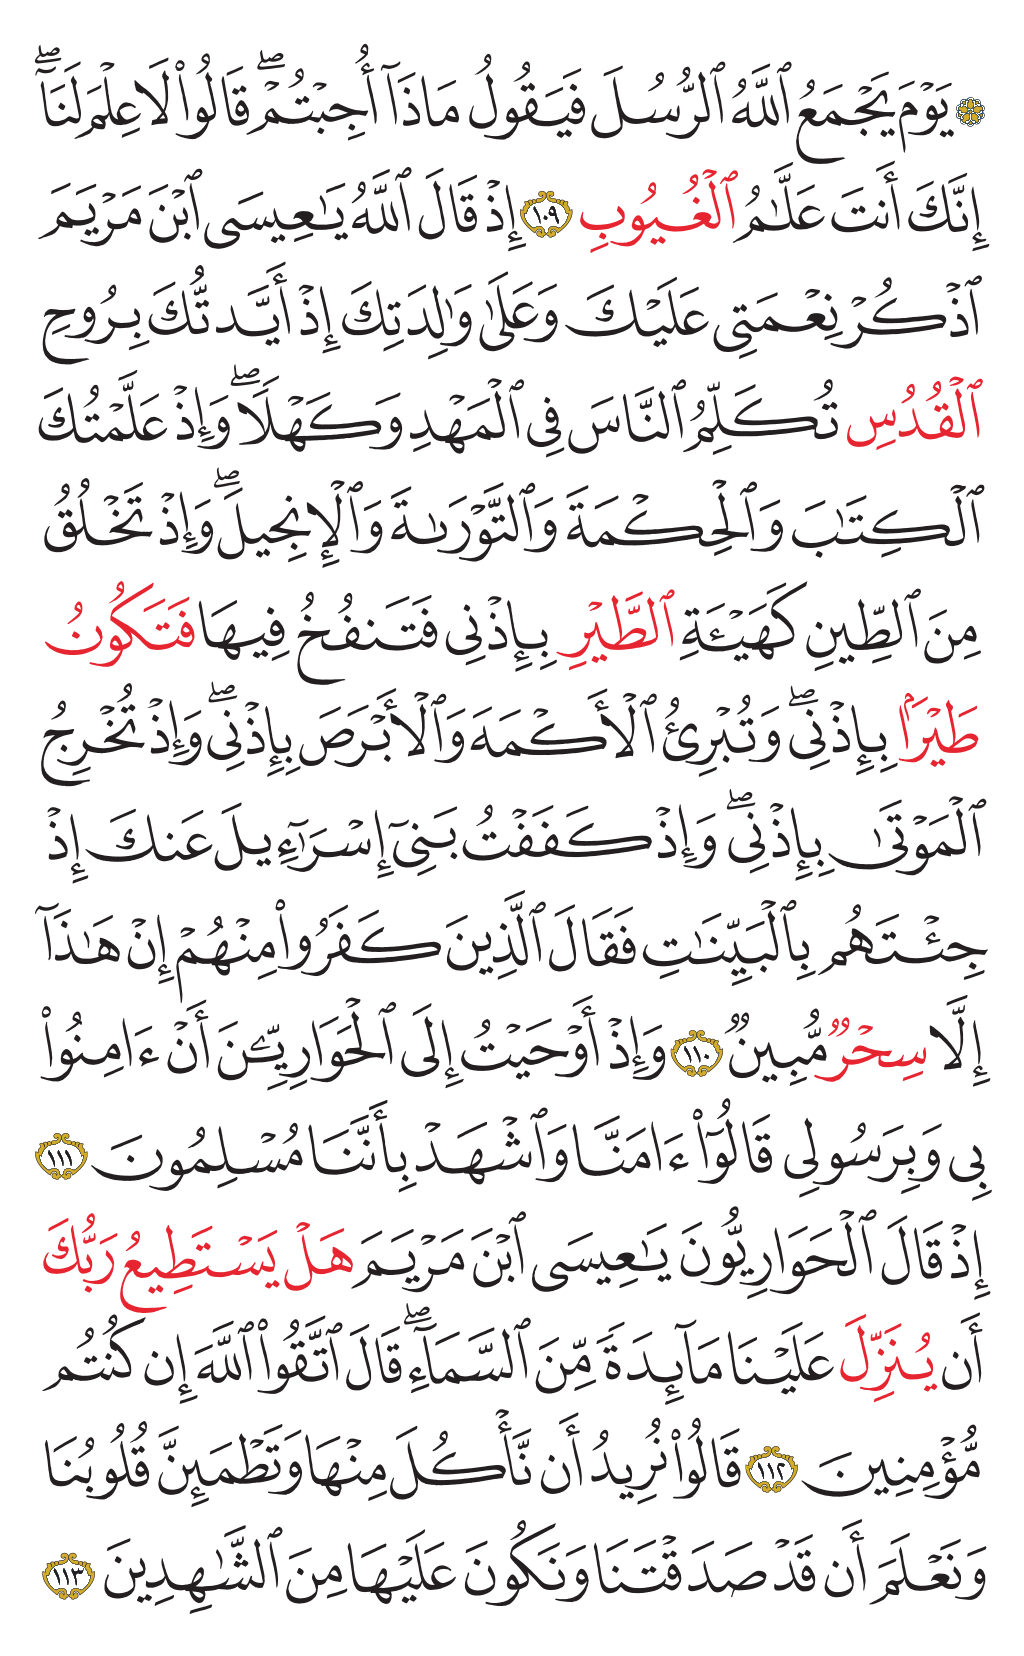 ۞ يَوْمَ يَجْمَعُ ٱللَّهُ ٱلرُّسُلَ فَيَقُولُ مَاذَآ أُجِبْتُمْ ۖ قَالُوا۟ لَا عِلْمَ لَنَآ ۖ
إِنَّكَ أَنتَ عَلَّـٰمُ ٱلْغُيُوبِ ١٠٩ إِذْ قَالَ ٱللَّهُ يَـٰعِيسَى ٱبْنَ مَرْيَمَ
ٱذْكُرْ نِعْمَتِى عَلَيْكَ وَعَلَىٰ وَٰلِدَتِكَ إِذْ أَيَّدتُّكَ بِرُوحِ
ٱلْقُدُسِ تُكَلِّمُ ٱلنَّاسَ فِى ٱلْمَهْدِ وَكَهْلًا ۖ وَإِذْ عَلَّمْتُكَ
ٱلْكِتَـٰبَ وَٱلْحِكْمَةَ وَٱلتَّوْرَىٰةَ وَٱلْإِنجِيلَ ۖ وَإِذْ تَخْلُقُ
مِنَ ٱلطِّينِ كَهَيْـَٔةِ ٱلطَّيْرِ بِإِذْنِى فَتَنفُخُ فِيهَا فَتَكُونُ
طَيْرًۢا بِإِذْنِى ۖ وَتُبْرِئُ ٱلْأَكْمَهَ وَٱلْأَبْرَصَ بِإِذْنِى ۖ وَإِذْ تُخْرِجُ
ٱلْمَوْتَىٰ بِإِذْنِى ۖ وَإِذْ كَفَفْتُ بَنِىٓ إِسْرَٰٓءِيلَ عَنكَ إِذْ
جِئْتَهُم بِٱلْبَيِّنَـٰتِ فَقَالَ ٱلَّذِينَ كَفَرُوا۟ مِنْهُمْ إِنْ هَـٰذَآ
إِلَّا سِحْرٌ مُّبِينٌ ١١٠ وَإِذْ أَوْحَيْتُ إِلَى ٱلْحَوَارِيِّـۧنَ أَنْ ءَامِنُوا۟
بِى وَبِرَسُولِى قَالُوٓا۟ ءَامَنَّا وَٱشْهَدْ بِأَنَّنَا مُسْلِمُونَ ١١١
إِذْ قَالَ ٱلْحَوَارِيُّونَ يَـٰعِيسَى ٱبْنَ مَرْيَمَ هَلْ يَسْتَطِيعُ رَبُّكَ
أَن يُنَزِّلَ عَلَيْنَا مَآئِدَةً مِّنَ ٱلسَّمَآءِ ۖ قَالَ ٱتَّقُوا۟ ٱللَّهَ إِن كُنتُم
مُّؤْمِنِينَ ١١٢ قَالُوا۟ نُرِيدُ أَن نَّأْكُلَ مِنْهَا وَتَطْمَئِنَّ قُلُوبُنَا
وَنَعْلَمَ أَن قَدْ صَدَقْتَنَا وَنَكُونَ عَلَيْهَا مِنَ ٱلشَّـٰهِدِينَ ١١٣